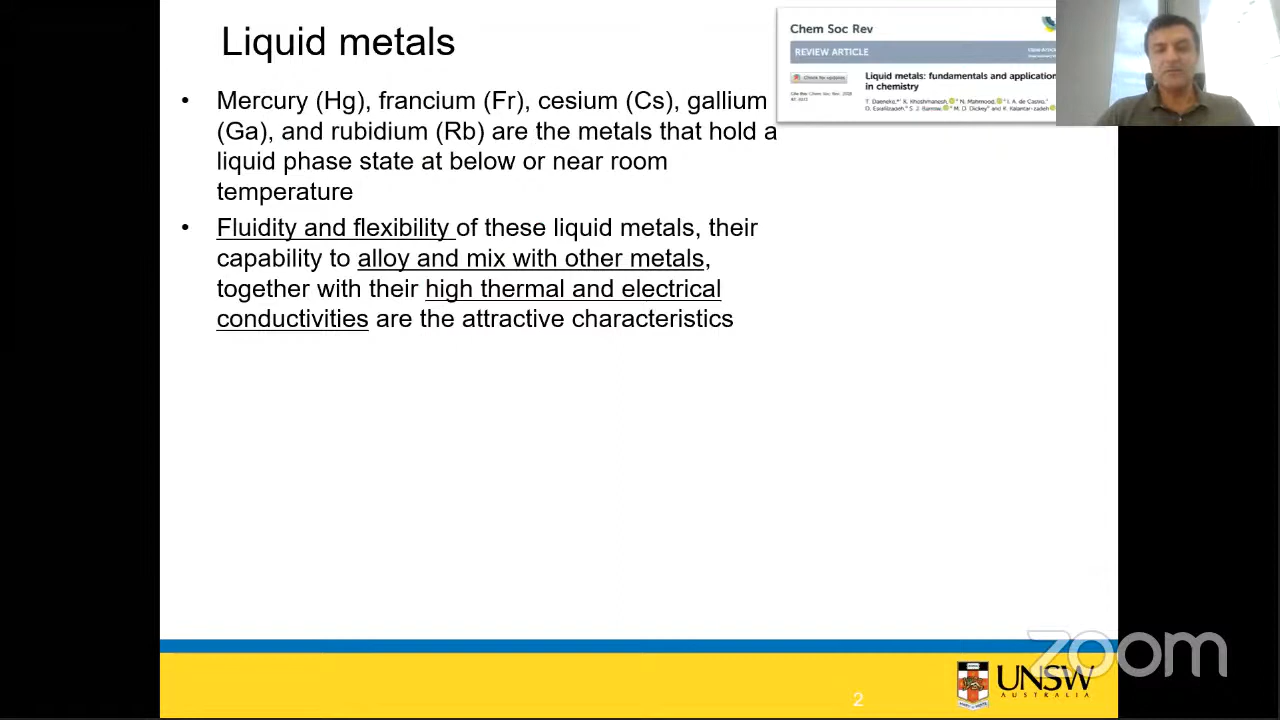 Liquid metals
Chem Soc Rev
REVIEW ARTICLE
Check for updates
Liquid metals: fundamentals and application
in chemistry
• Mercury (Hg), francium (Fr), cesium (Cs), gallium
(Ga), and rubidium (Rb) are the metals that hold a
liquid phase state at below or near room
temperature
• Fluidity and flexibility of these liquid metals, their
capability to alloy and mix with other metals,
together with their high thermal and electrical
conductivities are the attractive characteristics
zoom
UNSW
AUSTRALIA
2